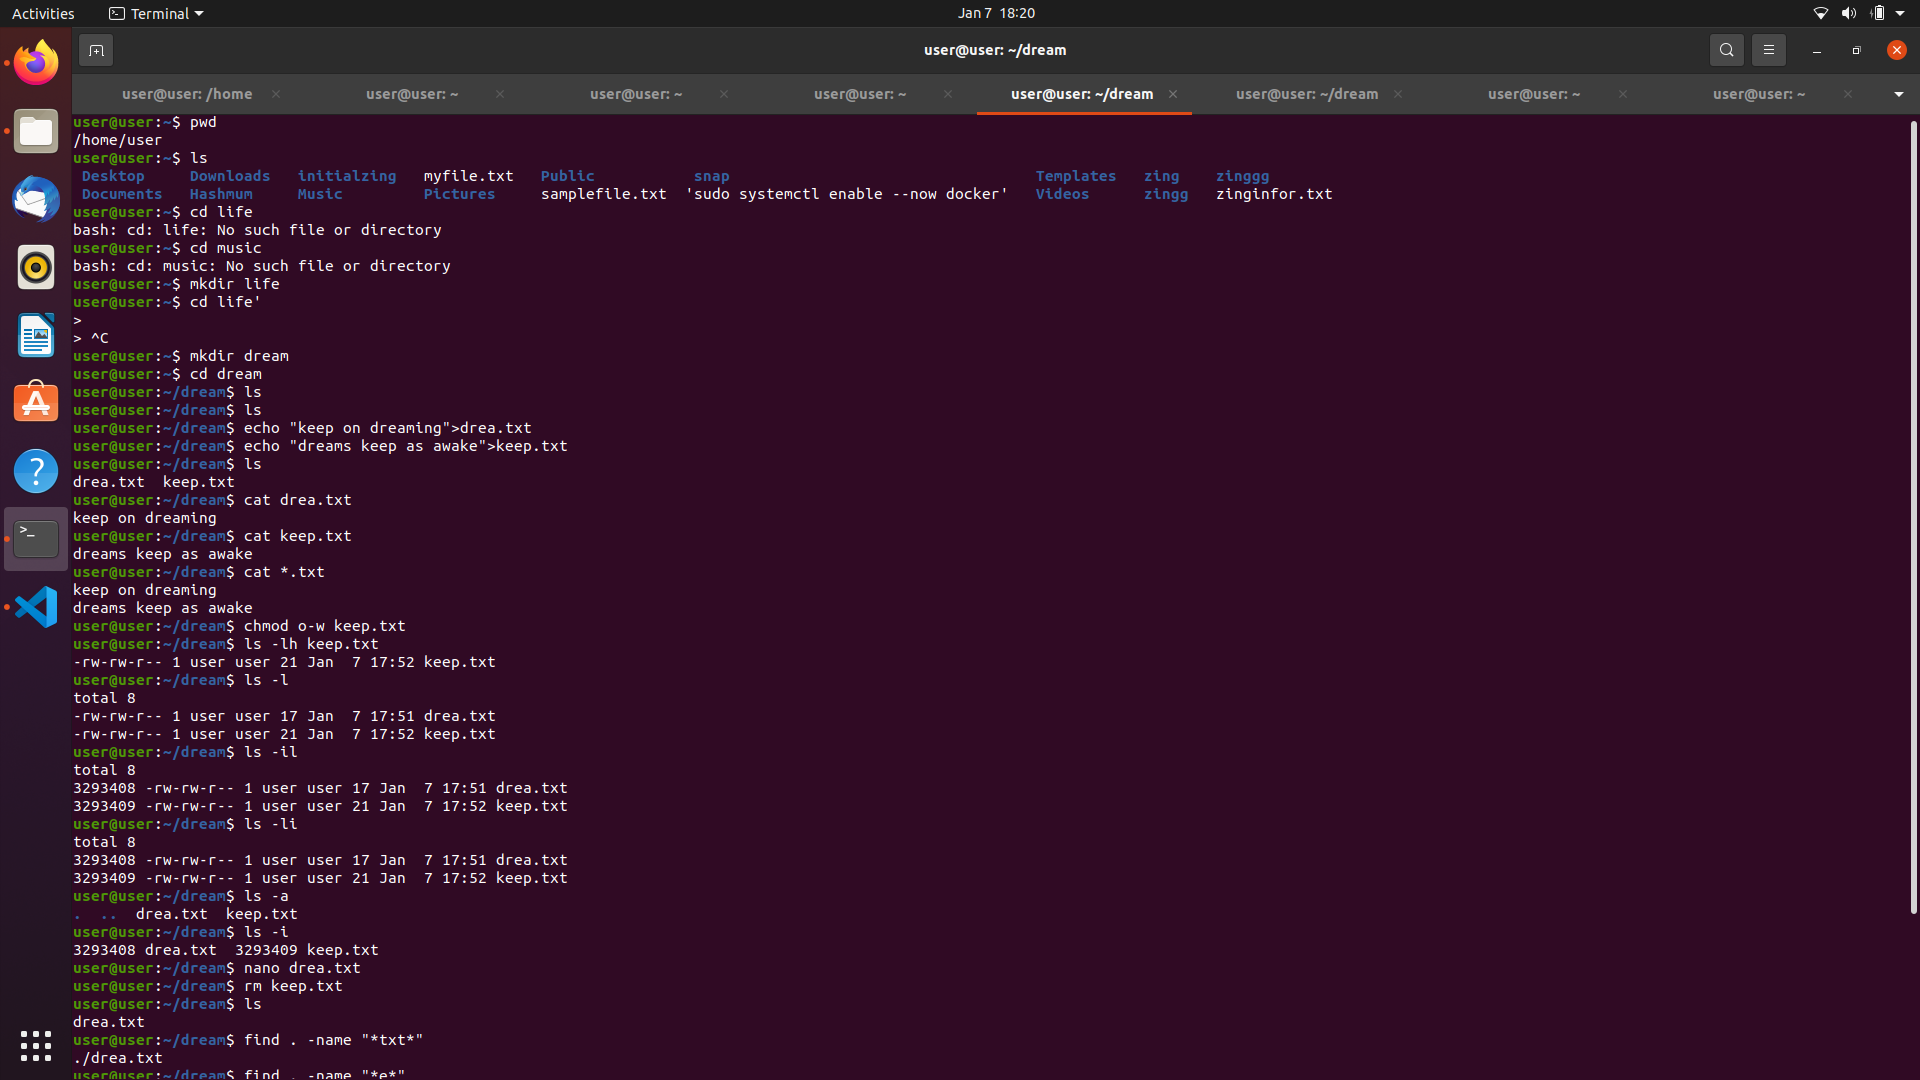 Activities Terminal Jan 7 18:20
user@user: ~/dream
user@user: /home user@user: ~ user@user: ~ user@user: ~ user@user: ~/dream user@user: ~/dream user@user: ~ user@user: ~
user@user:~$ pwd
/home/user
user@user:~$ ls
Desktop Downloads initialzing myfile.txt Public snap Templates zing zinggg
Documents Hashmum Music Pictures samplefile.txt 'sudo systemctl enable --now docker' Videos zingg zinginfor.txt
user@user:~$ cd life
bash: cd: life: No such file or directory
user@user:~$ cd music
bash: cd: music: No such file or directory
user@user:~$ mkdir life
user@user:~$ cd life'
>
> ^C
user@user:~$ mkdir dream
user@user:~$ cd dream
user@user:~/dream$ ls
user@user:~/dream$ ls
user@user:~/dream$ echo "keep on dreaming">drea.txt
user@user:~/dream$ echo "dreams keep as awake">keep.txt
user@user:~/dream$ ls
drea.txt  keep.txt
user@user:~/dream$ cat drea.txt
keep on dreaming
user@user:~/dream$ cat keep.txt
dreams keep as awake
user@user:~/dream$ cat *.txt
keep on dreaming
dreams keep as awake
user@user:~/dream$ chmod o-w keep.txt
user@user:~/dream$ ls -lh keep.txt
-rw-rw-r-- 1 user user 21 Jan  7 17:52 keep.txt
user@user:~/dream$ ls -l
total 8
-rw-rw-r-- 1 user user 17 Jan  7 17:51 drea.txt
-rw-rw-r-- 1 user user 21 Jan  7 17:52 keep.txt
user@user:~/dream$ ls -il
total 8
3293408 -rw-rw-r-- 1 user user 17 Jan  7 17:51 drea.txt
3293409 -rw-rw-r-- 1 user user 21 Jan  7 17:52 keep.txt
user@user:~/dream$ ls -li
total 8
3293408 -rw-rw-r-- 1 user user 17 Jan  7 17:51 drea.txt
3293409 -rw-rw-r-- 1 user user 21 Jan  7 17:52 keep.txt
user@user:~/dream$ ls -a
.  ..  drea.txt  keep.txt
user@user:~/dream$ ls -i
3293408 drea.txt  3293409 keep.txt
user@user:~/dream$ nano drea.txt
user@user:~/dream$ rm keep.txt
user@user:~/dream$ ls
drea.txt
user@user:~/dream$ find . -name "*txt*"
./drea.txt
user@user:~/dream$ find . -name "*e*"